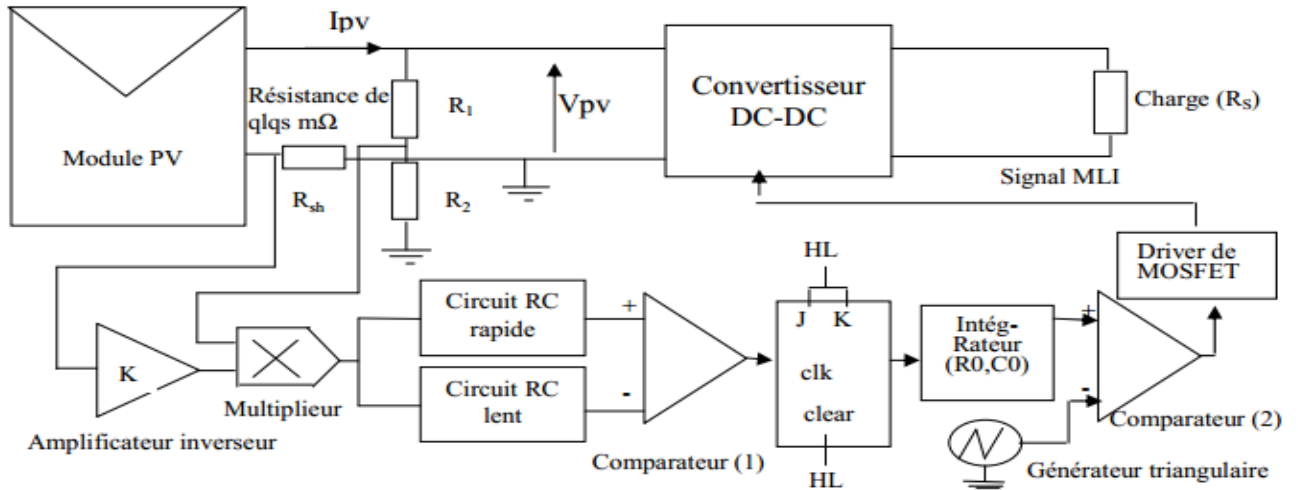 Ipv
Résistance de
qlqs mΩ
R1
Vpv
Convertisseur
DC-DC
Charge (RS)
Module PV
Rsh
R2
Signal MLI
Driver de
MOSFET
HL
Circuit RC
rapide
+
J K
Intég-
Rateur
(R0,C0)
+
K
clk
Circuit RC
lent
-
clear
-
Multiplieur
Amplificateur inverseur
Comparateur (1)
HL
Comparateur (2)
Générateur triangulaire